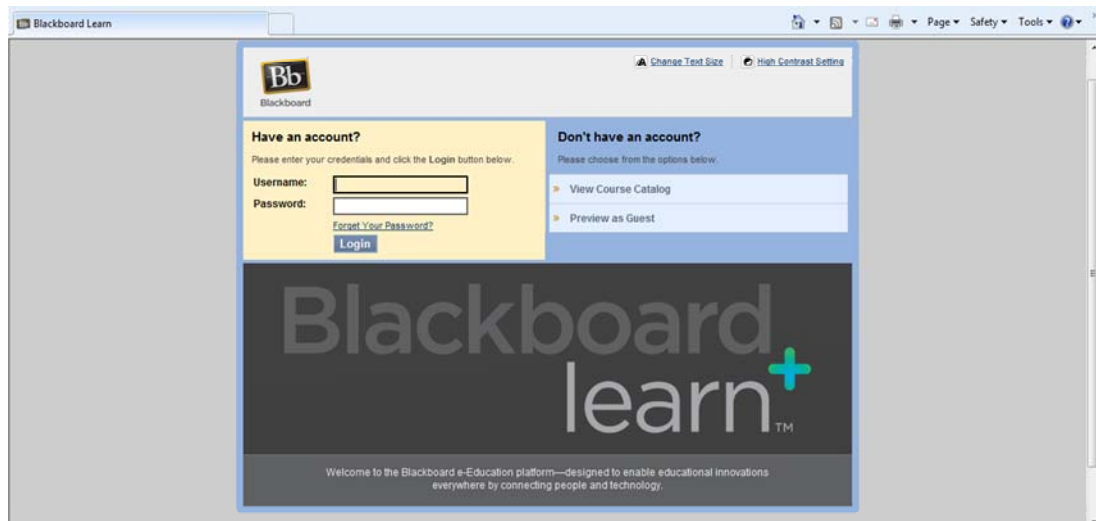 Blackboard Learn
Page Safety Tools
Bb
Blackboard
Change Text Size
High Contrast Setting
Have an account?
Please enter your credentials and click the Login button below.
Username:
Password:
Forget Your Password?
Login
Don't have an account?
Please choose from the options below.
» View Course Catalog
» Preview as Guest
Blackboard
learn+ TM
Welcome to the Blackboard e-Education platform—designed to enable educational innovations
everywhere by connecting people and technology.